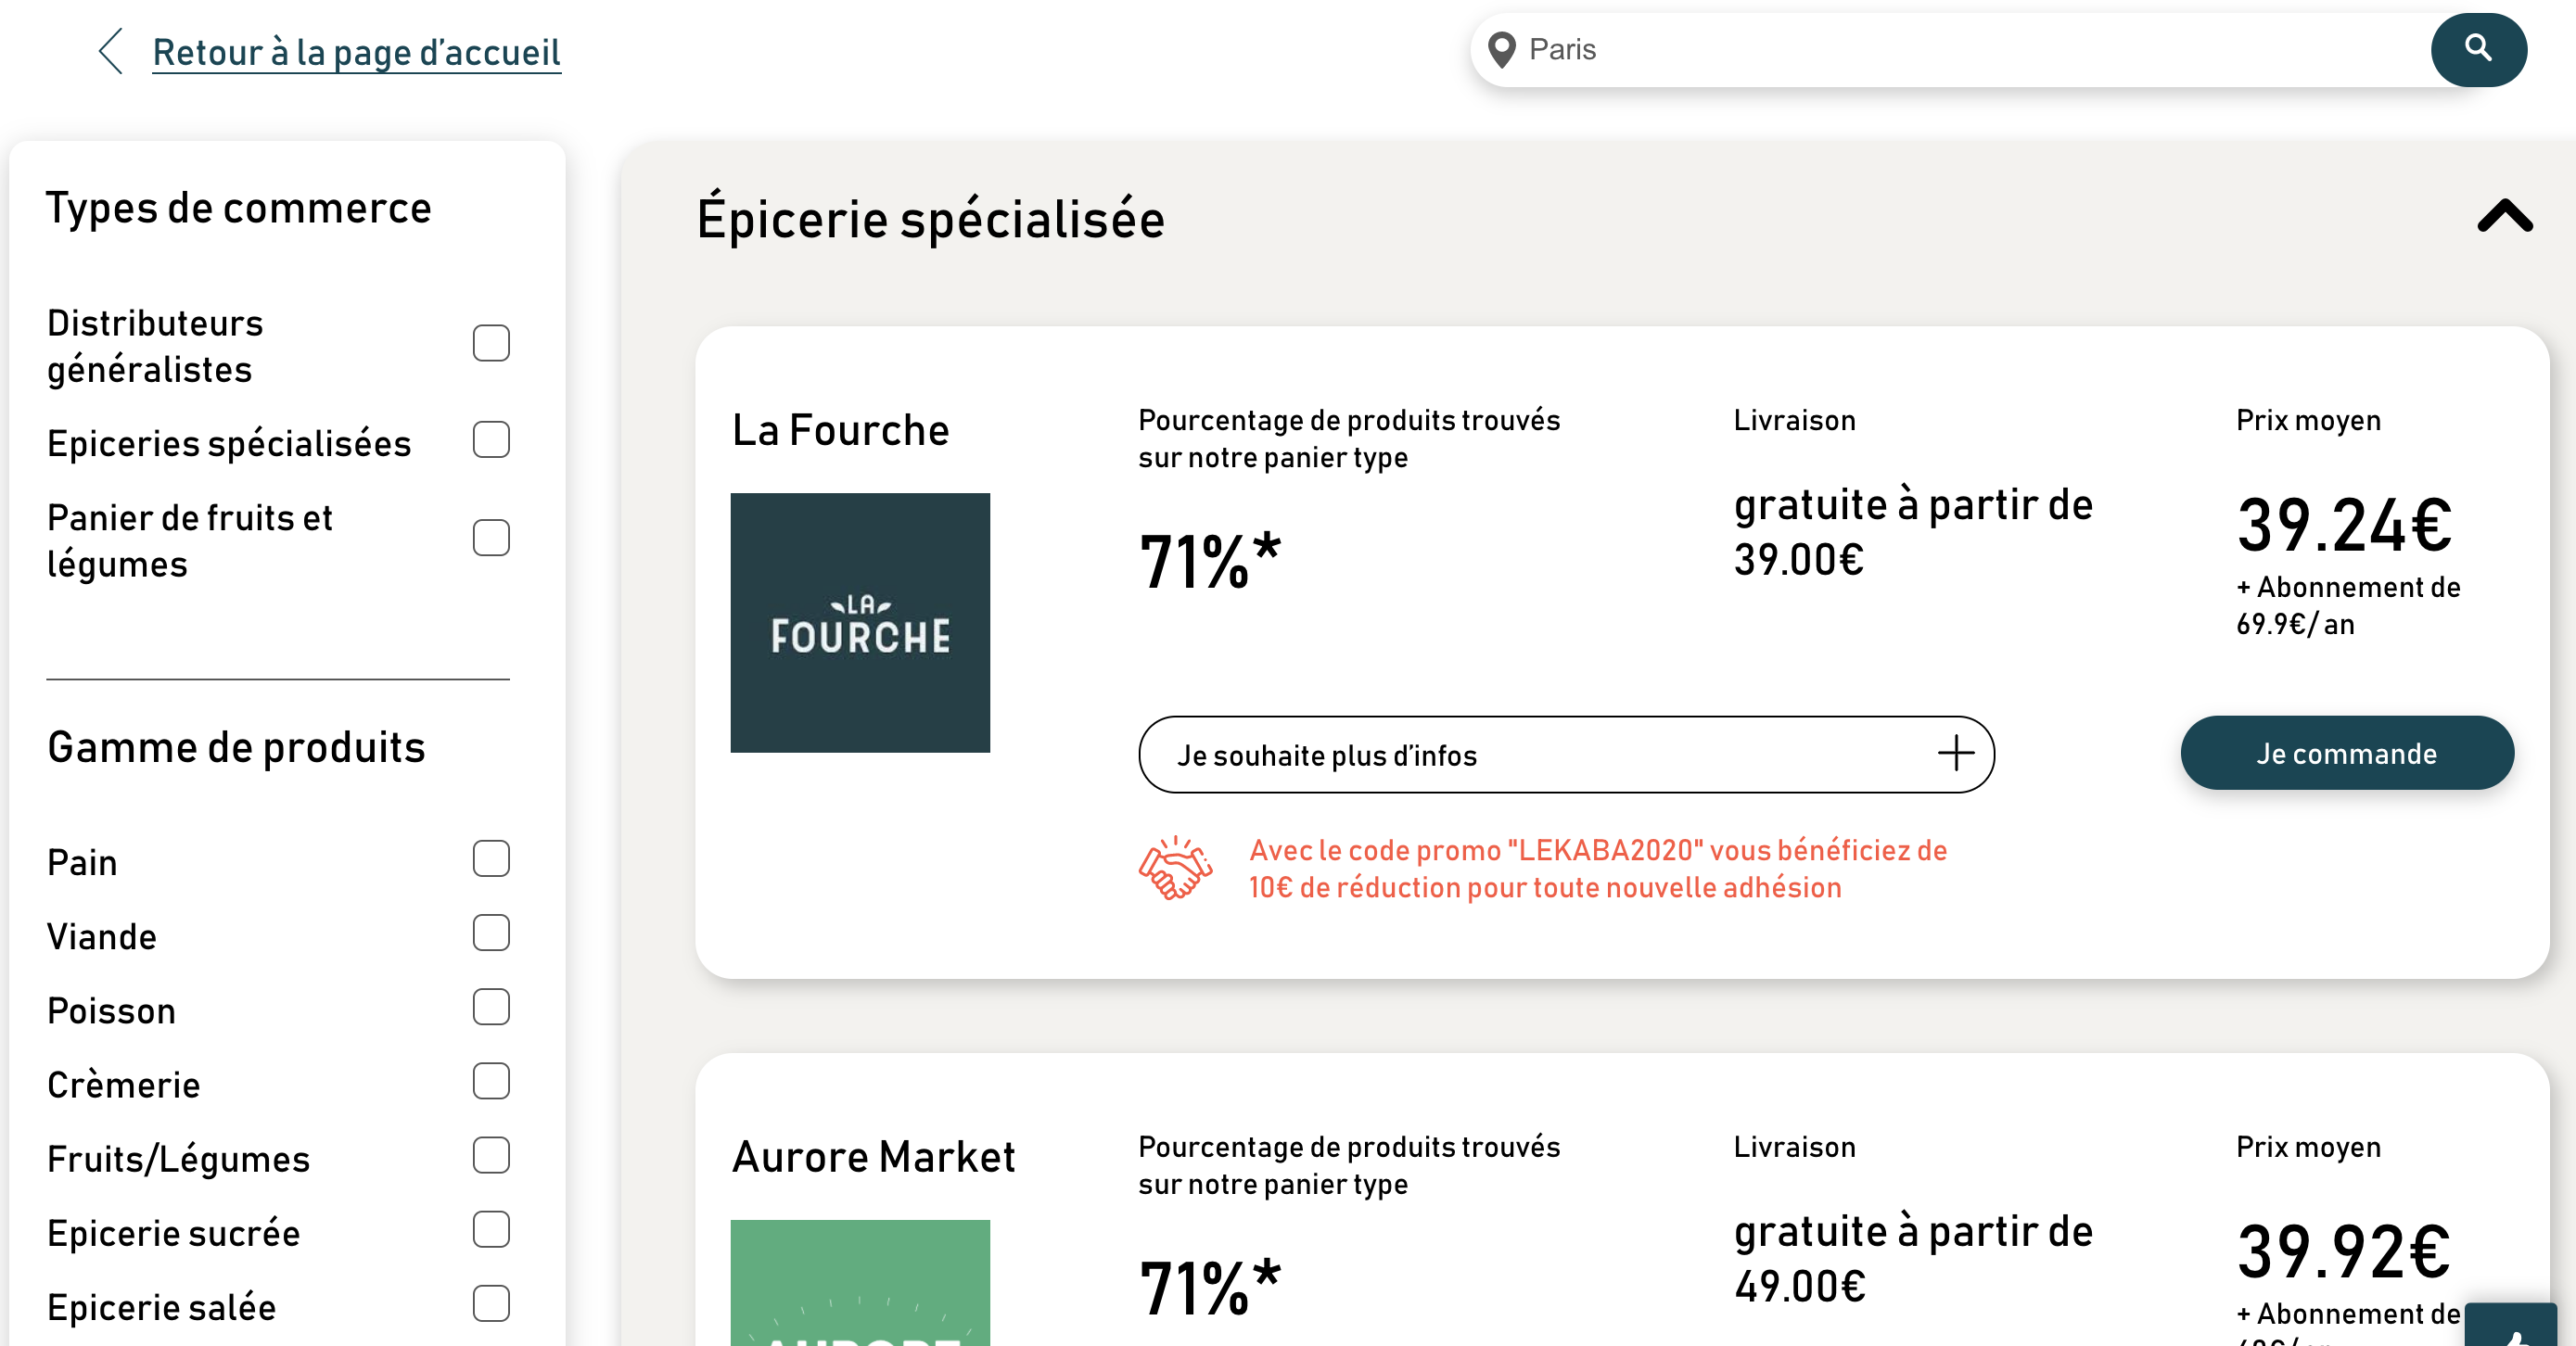 Retour à la page d’accueil
Paris
Types de commerce
Distributeurs
généralistes
Epiceries spécialisées
Panier de fruits et
légumes
Gamme de produits
Pain
Viande
Poisson
Crèmerie
Fruits/Légumes
Epicerie sucrée
Epicerie salée
Épicerie spécialisée
La Fourche
LA
FOURCHE
Pourcentage de produits trouvés
sur notre panier type
71%*
Livraison
gratuite à partir de
39.00€
Prix moyen
39.24€
+ Abonnement de
69.9€/ an
Je souhaite plus d’infos
Je commande
Avec le code promo "LEKABA2020" vous bénéficiez de
10€ de réduction pour toute nouvelle adhésion
Aurore Market
AURORE
Pourcentage de produits trouvés
sur notre panier type
71%*
Livraison
gratuite à partir de
49.00€
Prix moyen
39.92€
+ Abonnement de